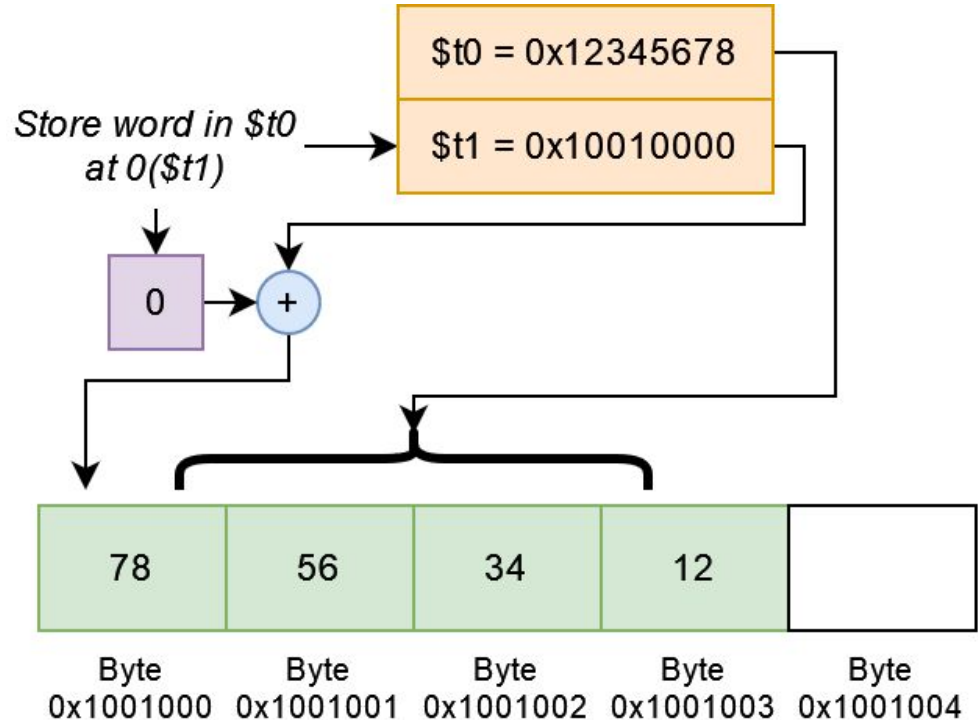 $t0 = 0x12345678
Store word in $t0
at 0($t1)
$t1 = 0x10010000
0
+
78
56
34
12
Byte
0x1001000
Byte
0x1001001
Byte
0x1001002
Byte
0x1001003
Byte
0x1001004